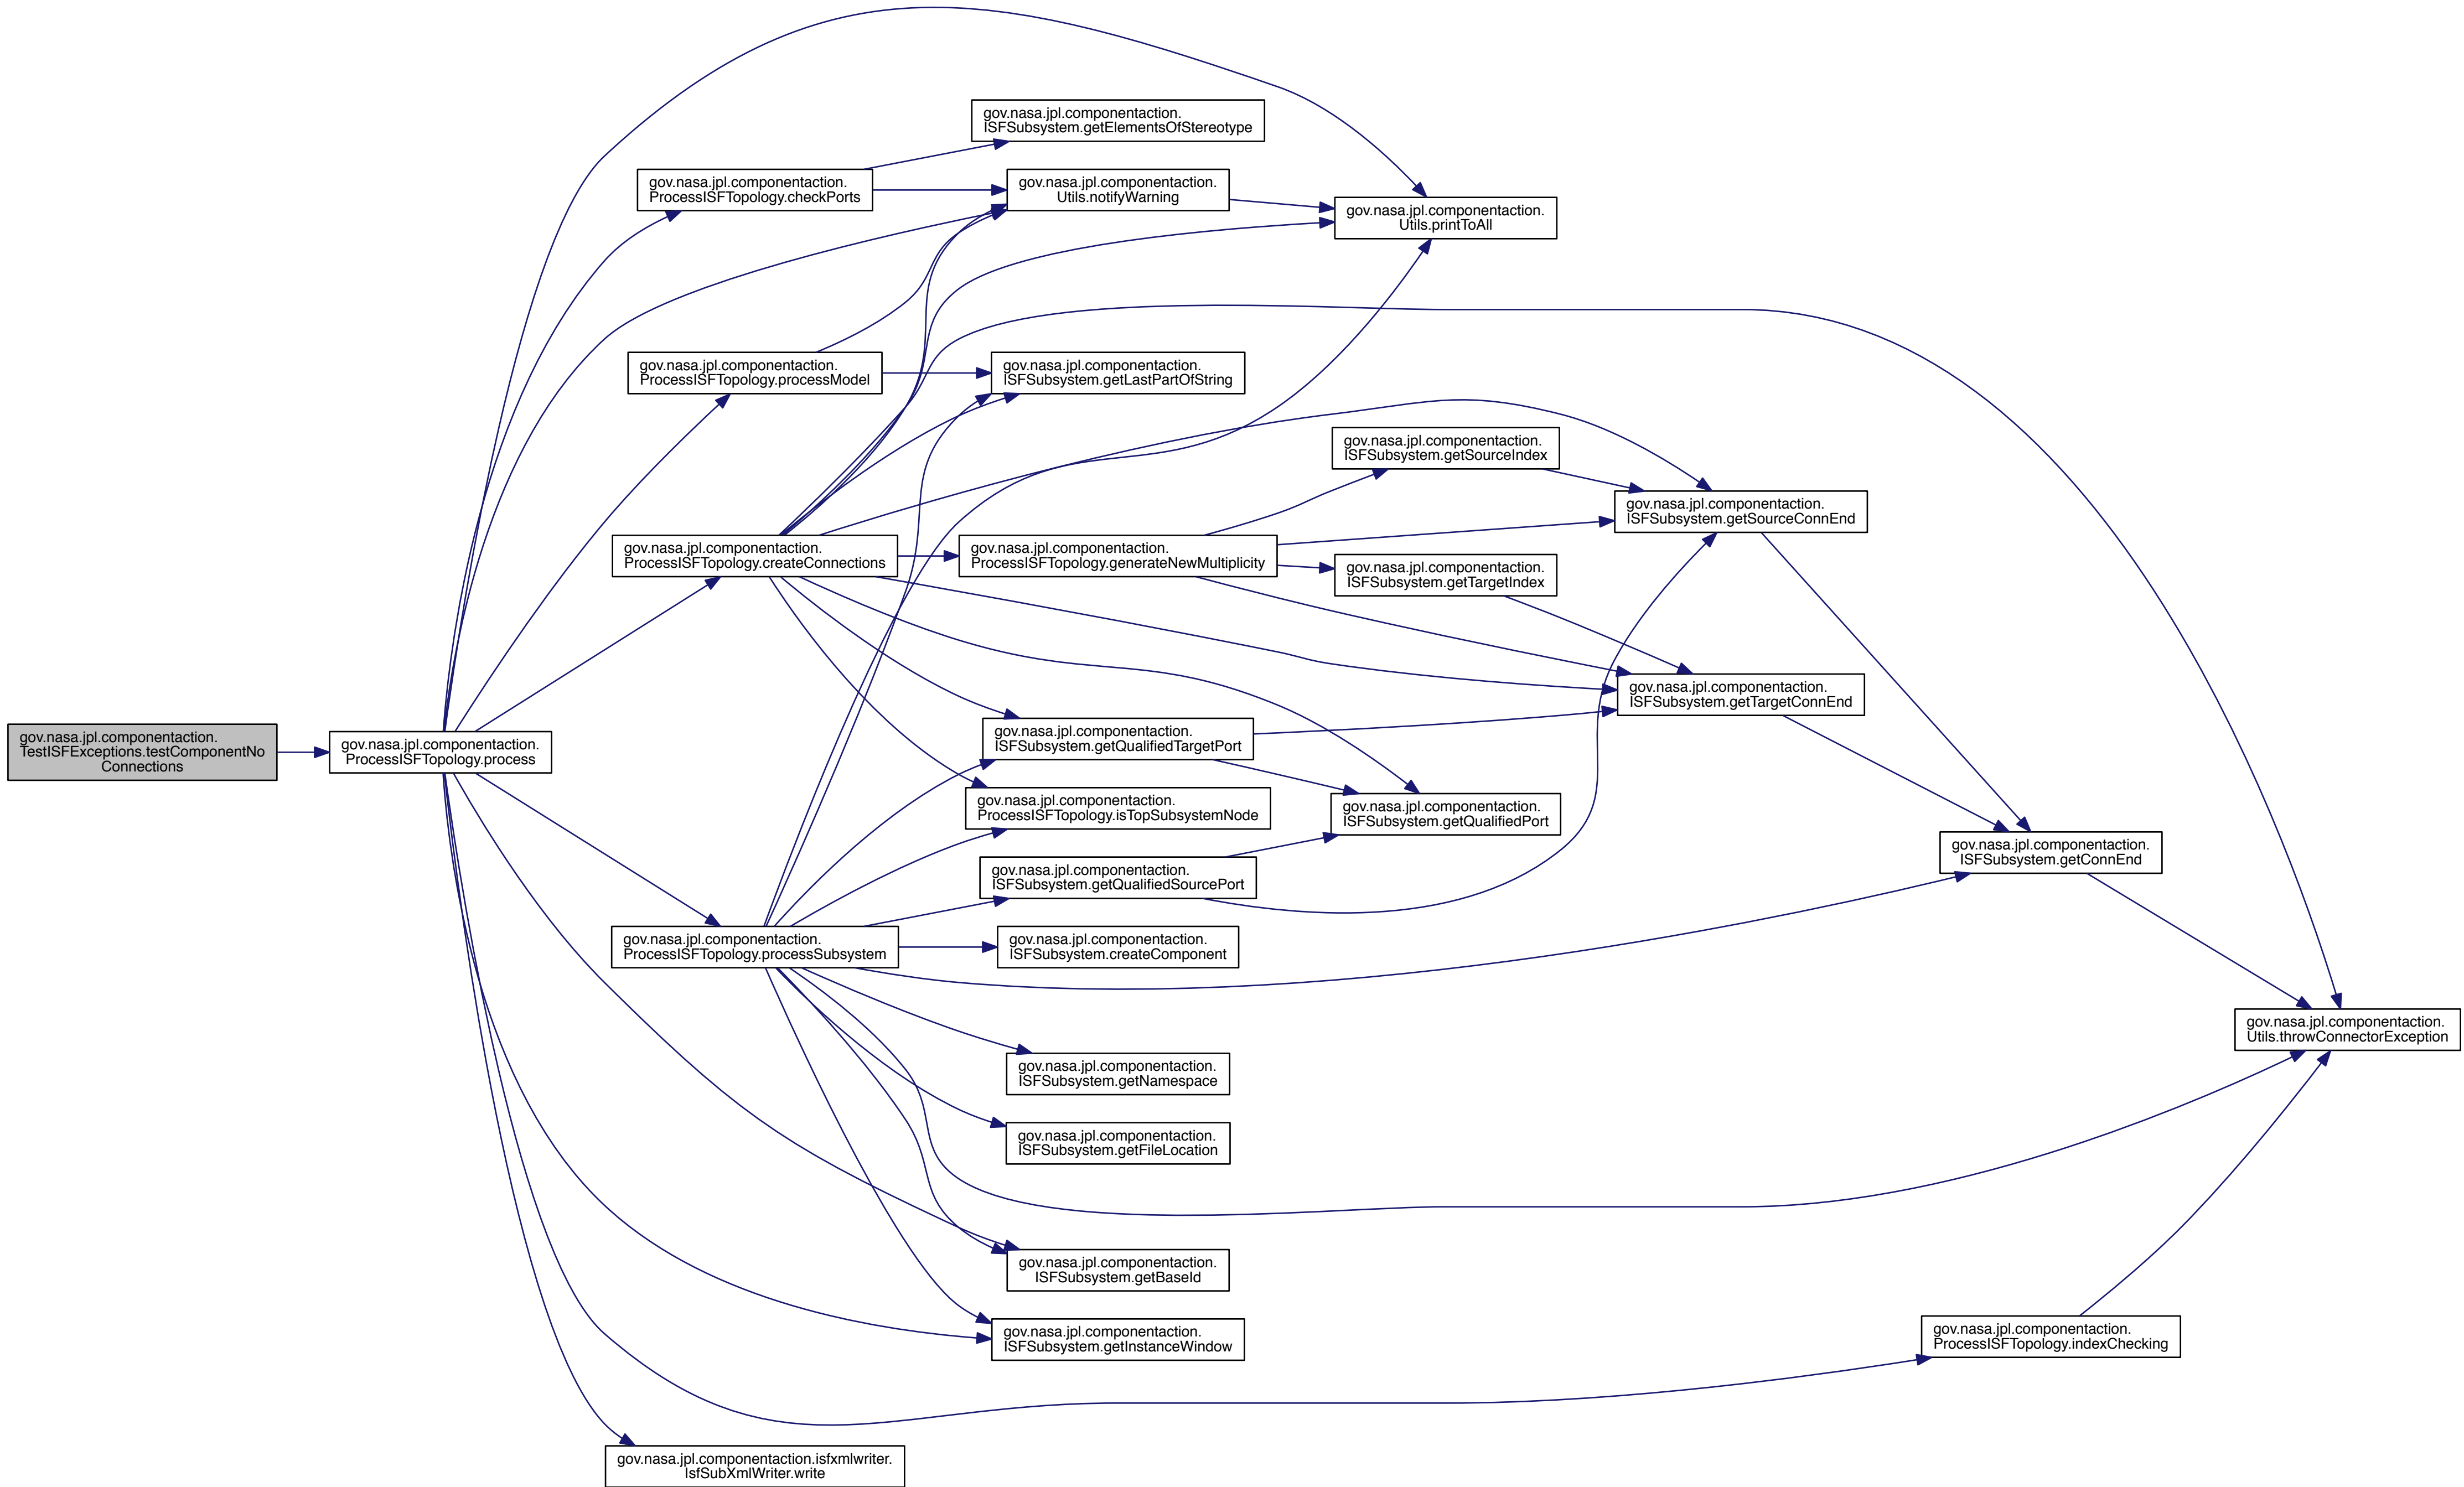 gov.nasa.jpl.componentaction.
TestISFExceptions.testComponentNo
Connections
gov.nasa.jpl.componentaction.
ProcessISFTopology.process
gov.nasa.jpl.componentaction.
ProcessISFTopology.checkPorts
gov.nasa.jpl.componentaction.
ProcessISFTopology.processModel
gov.nasa.jpl.componentaction.
ProcessISFTopology.createConnections
gov.nasa.jpl.componentaction.
ProcessISFTopology.processSubsystem
gov.nasa.jpl.componentaction.isfxmlwriter.
IsfSubXmlWriter.write
gov.nasa.jpl.componentaction.
ISFSubsystem.getElementsOfStereotype
gov.nasa.jpl.componentaction.
Utils.notifyWarning
gov.nasa.jpl.componentaction.
ISFSubsystem.getLastPartOfString
gov.nasa.jpl.componentaction.
ProcessISFTopology.generateNewMultiplicity
gov.nasa.jpl.componentaction.
ISFSubsystem.getQualifiedTargetPort
gov.nasa.jpl.componentaction.
ProcessISFTopology.isTopSubsystemNode
gov.nasa.jpl.componentaction.
ISFSubsystem.getQualifiedSourcePort
gov.nasa.jpl.componentaction.
ISFSubsystem.createComponent
gov.nasa.jpl.componentaction.
ISFSubsystem.getNamespace
gov.nasa.jpl.componentaction.
ISFSubsystem.getFileLocation
gov.nasa.jpl.componentaction.
ISFSubsystem.getBaseId
gov.nasa.jpl.componentaction.
ISFSubsystem.getInstanceWindow
gov.nasa.jpl.componentaction.
Utils.printToAll
gov.nasa.jpl.componentaction.
ISFSubsystem.getSourceIndex
gov.nasa.jpl.componentaction.
ISFSubsystem.getTargetIndex
gov.nasa.jpl.componentaction.
ISFSubsystem.getQualifiedPort
gov.nasa.jpl.componentaction.
ISFSubsystem.getSourceConnEnd
gov.nasa.jpl.componentaction.
ISFSubsystem.getTargetConnEnd
gov.nasa.jpl.componentaction.
ISFSubsystem.getConnEnd
gov.nasa.jpl.componentaction.
ProcessISFTopology.indexChecking
gov.nasa.jpl.componentaction.
Utils.throwConnectorException